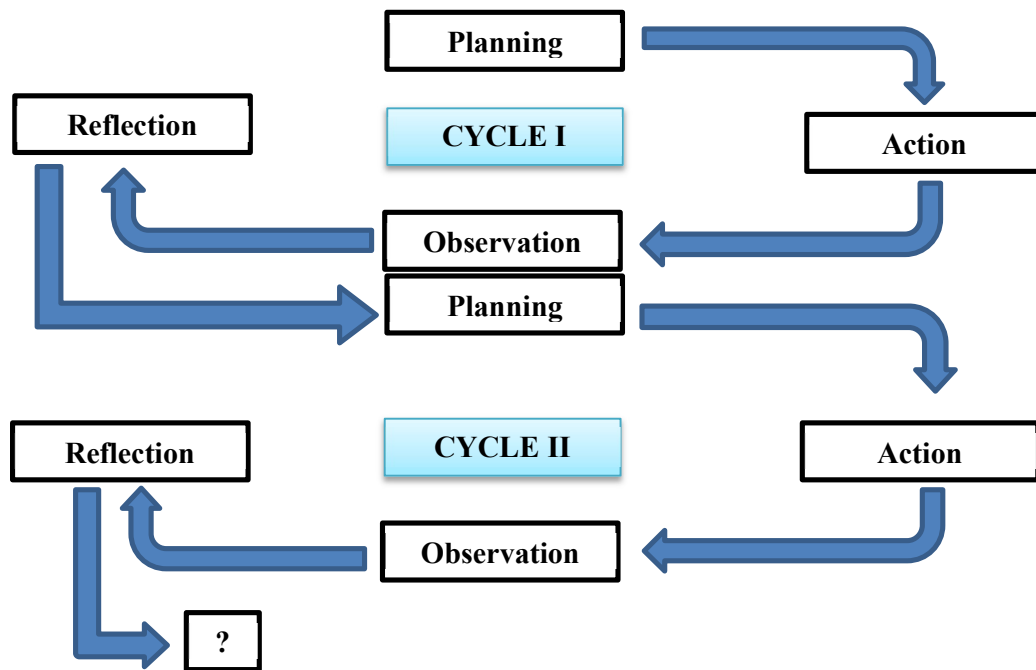 Planning
Reflection
CYCLE I
Action
Observation
Planning
Reflection
CYCLE II
Action
Observation
?